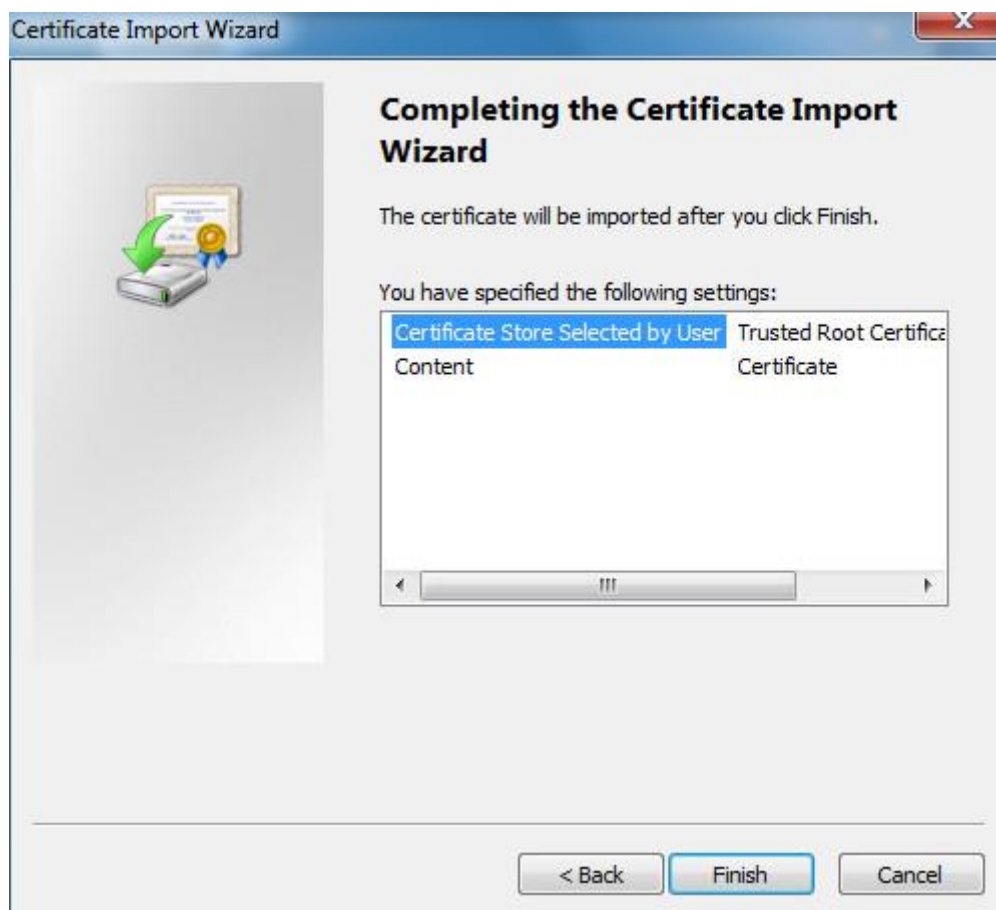 Certificate Import Wizard
X
Completing the Certificate Import
Wizard
The certificate will be imported after you click Finish.
You have specified the following settings:
Certificate Store Selected by User Trusted Root Certifica
Content Certificate
< Back Finish Cancel